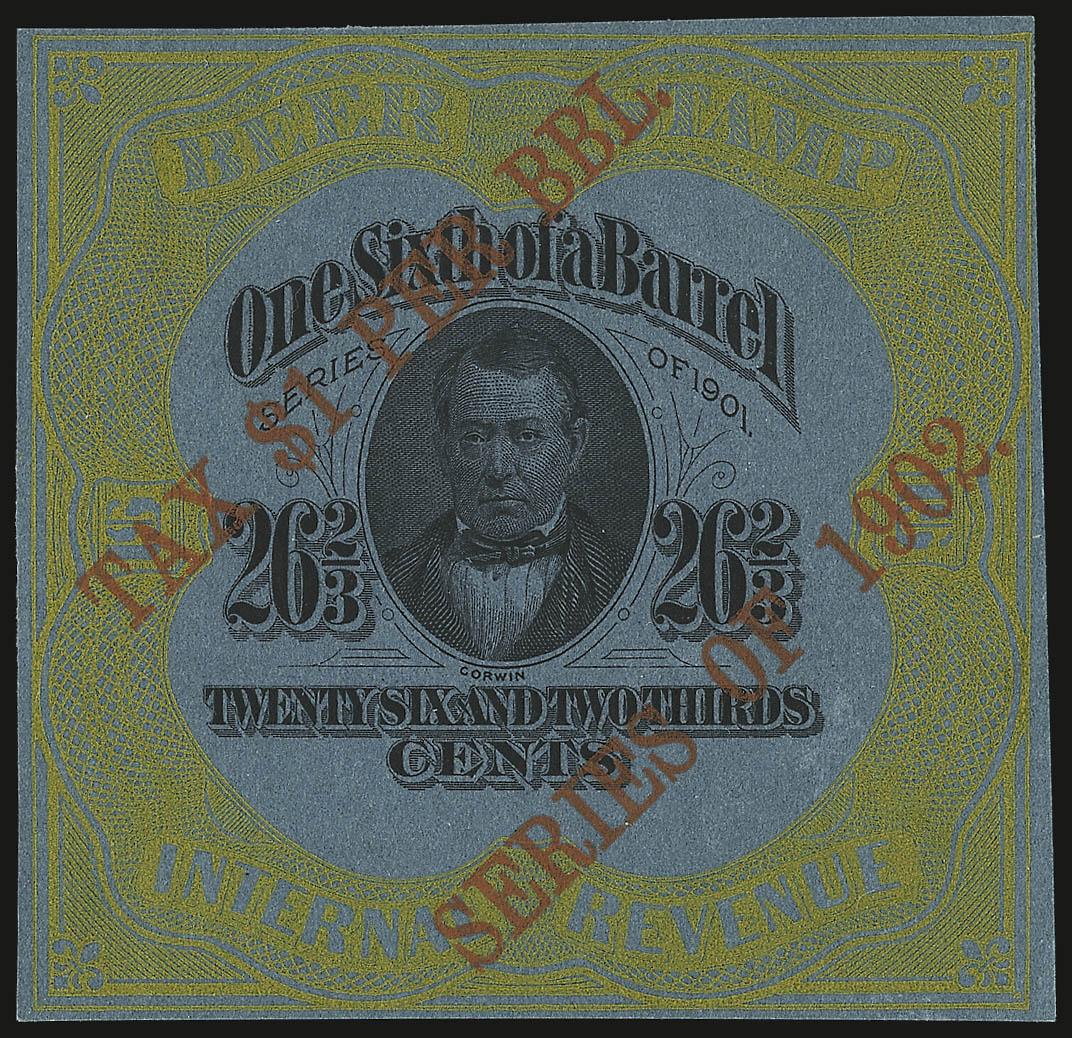 BEER STAMP
One Sixth of a Barrel
SERIES OF 1901.
26 2/3 26 2/3
CORWIN
TWENTY SIX AND TWO THIRDS
CENTS
INTERNAL REVENUE
TAX $1 PER BBL.
SERIES OF 1902.